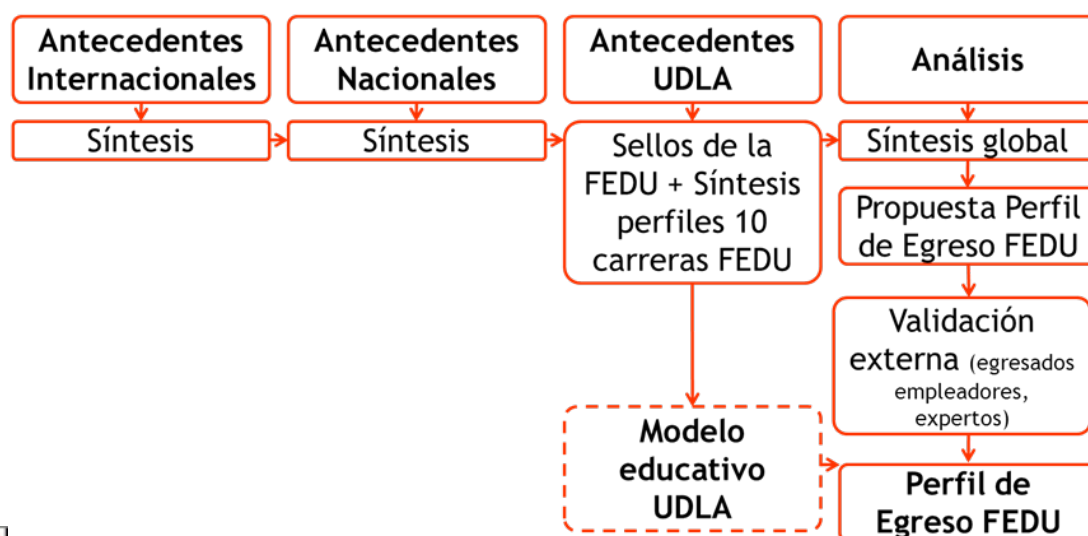 Antecedentes
Internacionales
Síntesis
Antecedentes
Nacionales
Síntesis
Antecedentes
UDLA
Sellos de la
FEDU + Síntesis
perfiles 10
carreras FEDU
Modelo
educativo
UDLA
Análisis
Síntesis global
Propuesta Perfil
de Egreso FEDU
Validación
externa (egresados
empleadores,
expertos)
Perfil de
Egreso FEDU